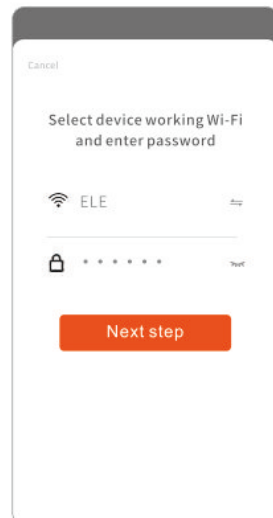 Cancel
Select device working Wi-Fi
and enter password
ELE
Next step